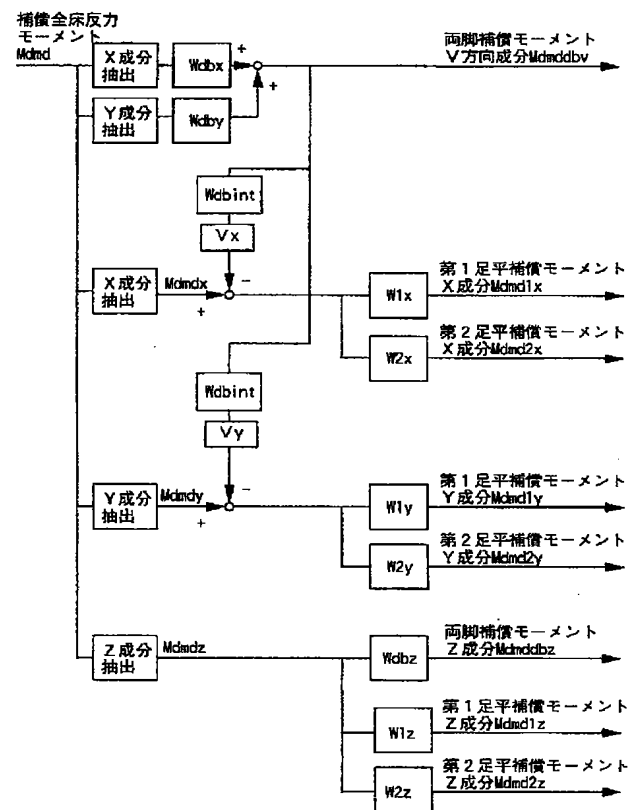 補償全床反力
モーメント
Mdmd
X成分
抽出
Wdbx
+
+
両脚補償モーメント
V方向成分Mdmddbv
Y成分
抽出
Wdby
Wdbint
Vx
−
X成分
抽出
Mdmdx
+
W1x
第1足平補償モーメント
X成分Mdmd1x
W2x
第2足平補償モーメント
X成分Mdmd2x
Wdbint
Vy
−
Y成分
抽出
Mdmdy
+
W1y
第1足平補償モーメント
Y成分Mdmd1y
W2y
第2足平補償モーメント
Y成分Mdmd2y
Z成分
抽出
Mdmdz
Wdbz
両脚補償モーメント
Z成分Mdmddbz
W1z
第1足平補償モーメント
Z成分Mdmd1z
W2z
第2足平補償モーメント
Z成分Mdmd2z